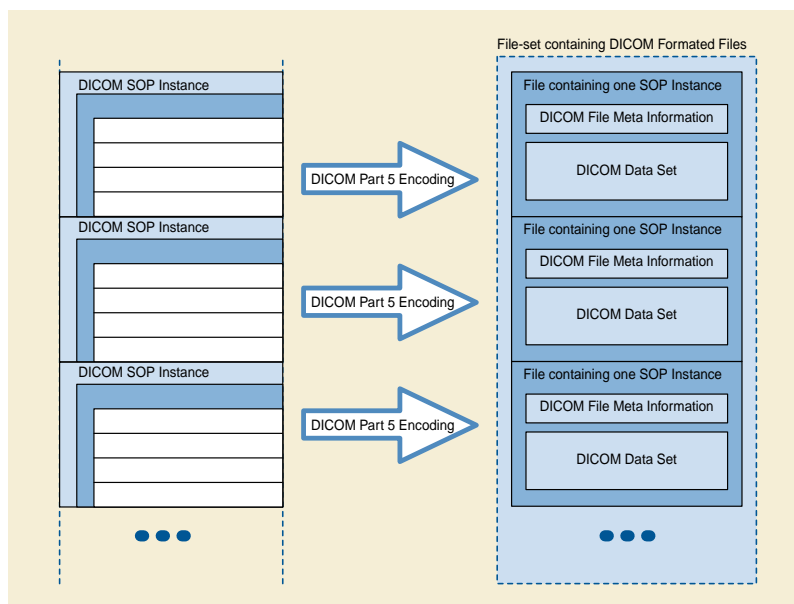 File-set containing DICOM Formated Files
DICOM SOP Instance
DICOM Part 5 Encoding
File containing one SOP Instance
DICOM File Meta Information
DICOM Data Set
DICOM SOP Instance
DICOM Part 5 Encoding
File containing one SOP Instance
DICOM File Meta Information
DICOM Data Set
DICOM SOP Instance
DICOM Part 5 Encoding
File containing one SOP Instance
DICOM File Meta Information
DICOM Data Set